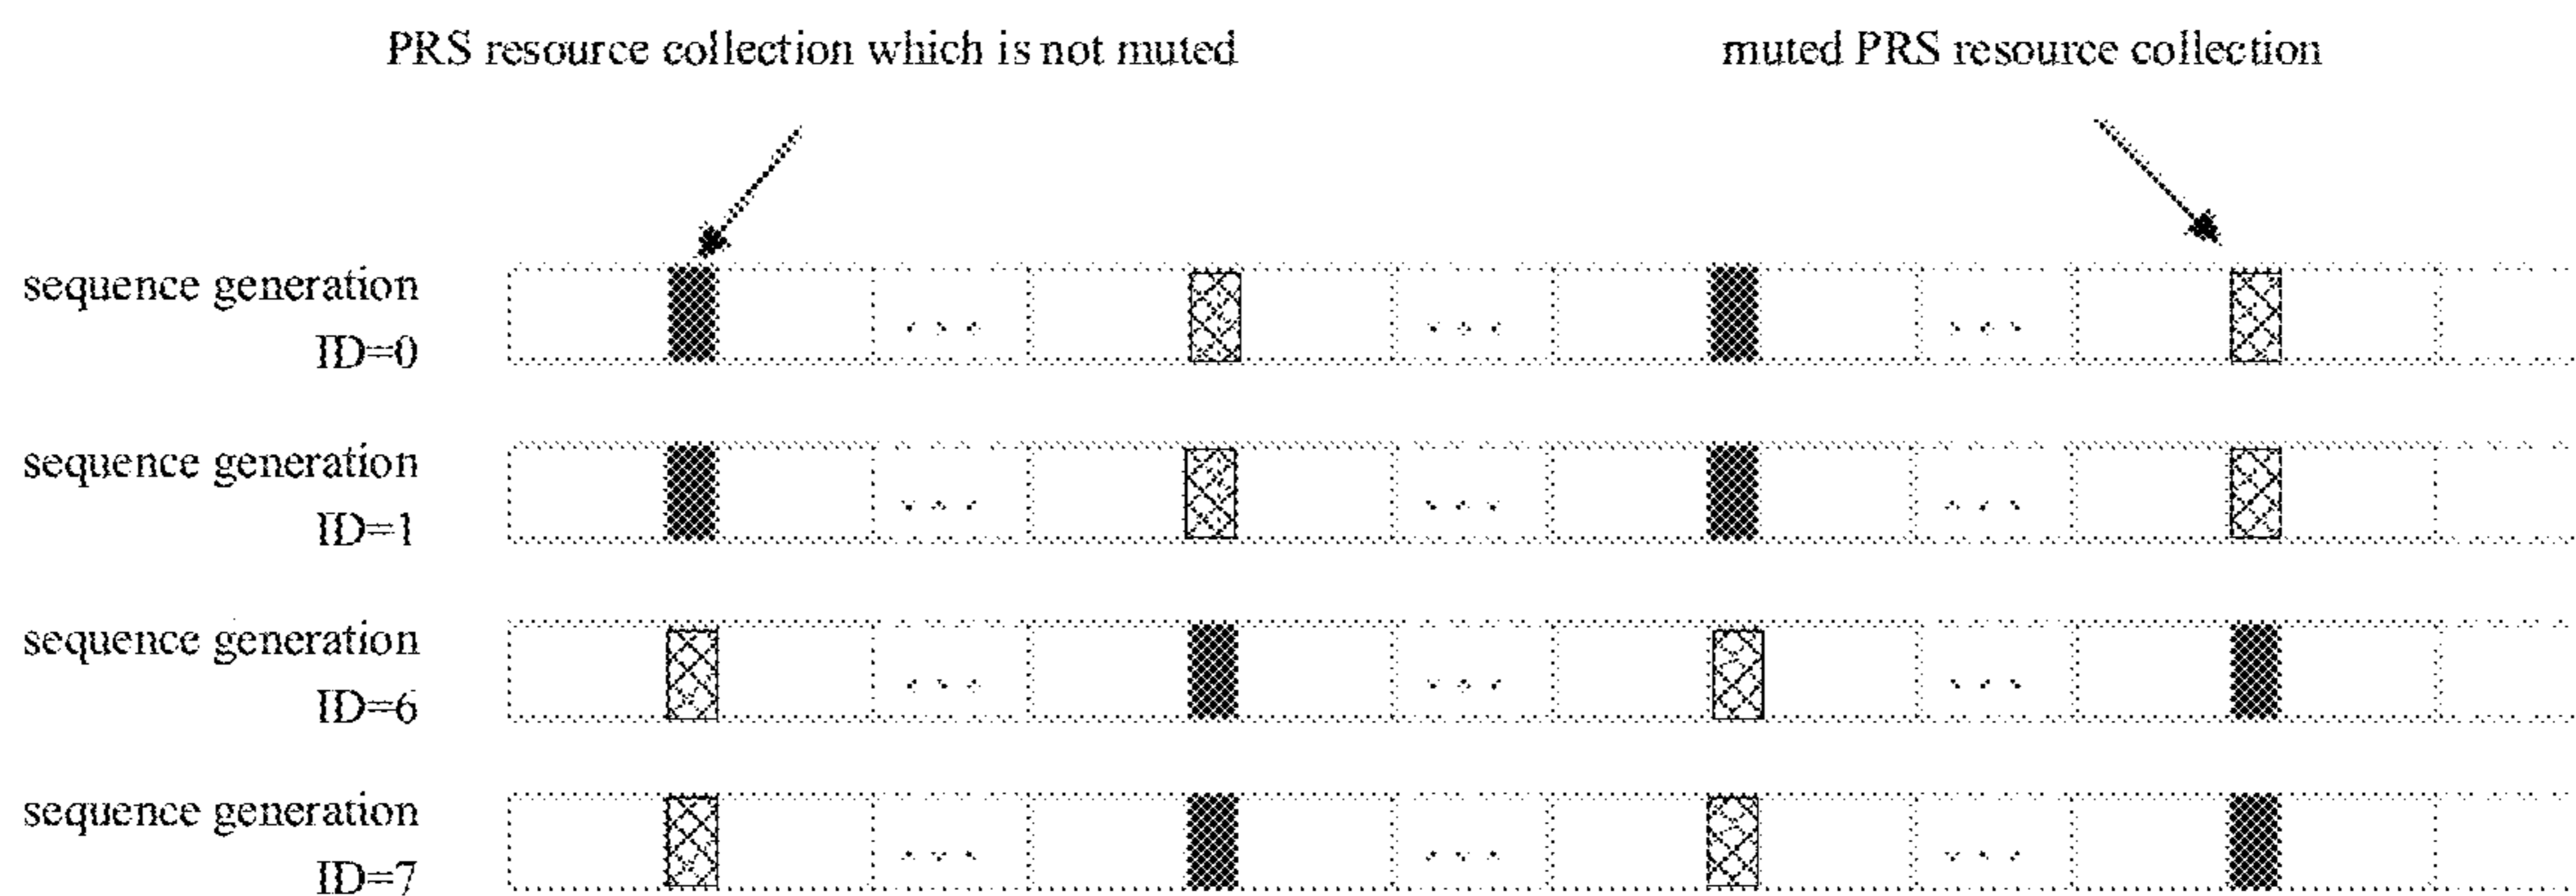 PRS resource collection which is not muted
muted PRS resource collection
sequence generation
ID=0
. . .
. . .
. . .
sequence generation
ID=1
. . .
. . .
. . .
sequence generation
ID=6
. . .
. . .
. . .
sequence generation
ID=7
. . .
. . .
. . .